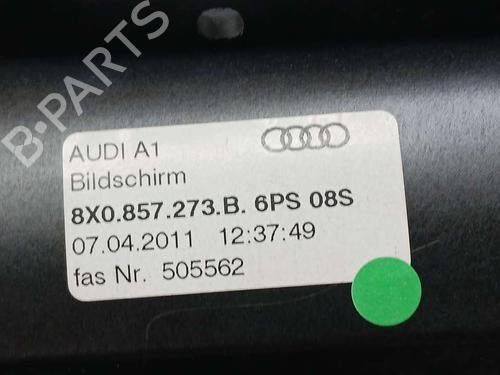 B-PARTS
AUDI A1
Bildschirm
8X0.857.273.B. 6PS 08S
07.04.2011 12:37:49
fas Nr. 505562